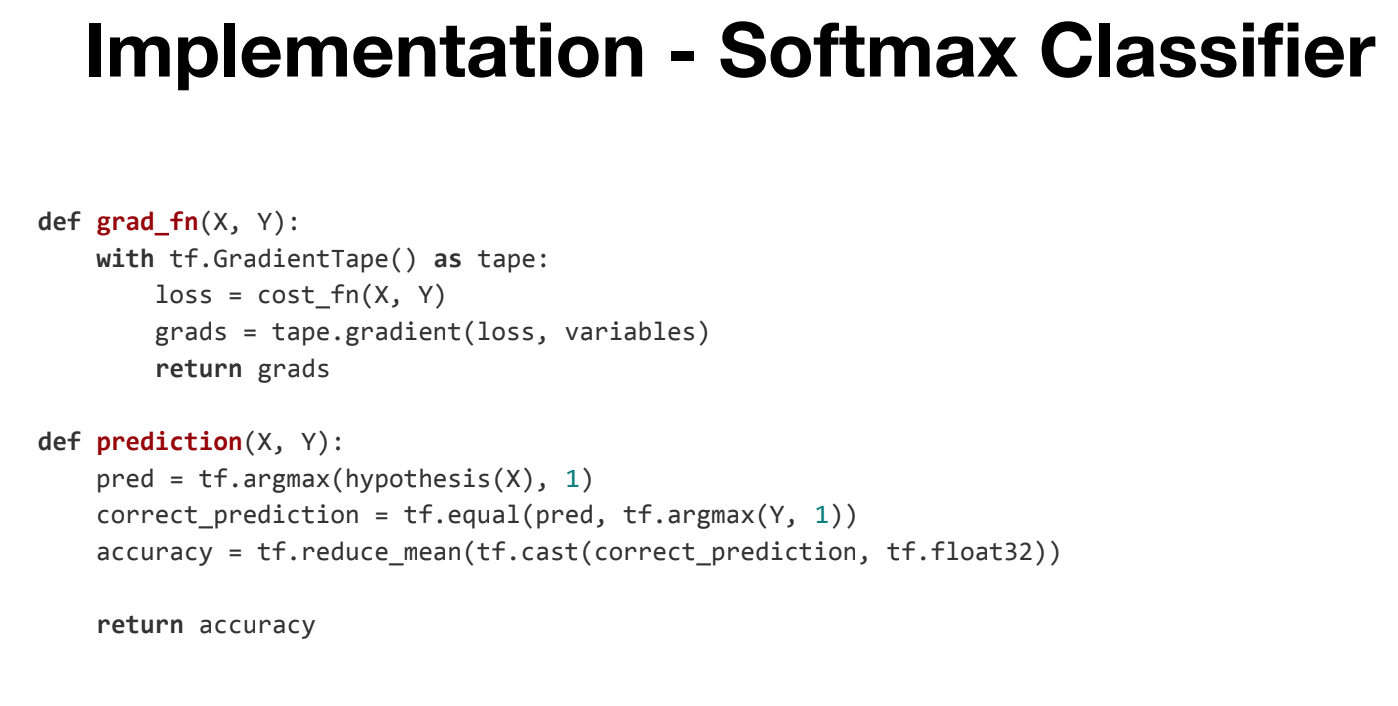 Implementation - Softmax Classifier
def grad_fn(X, Y):
    with tf.GradientTape() as tape:
        loss = cost_fn(X, Y)
        grads = tape.gradient(loss, variables)
        return grads
def prediction(X, Y):
    pred = tf.argmax(hypothesis(X), 1)
    correct_prediction = tf.equal(pred, tf.argmax(Y, 1))
    accuracy = tf.reduce_mean(tf.cast(correct_prediction, tf.float32))
    return accuracy